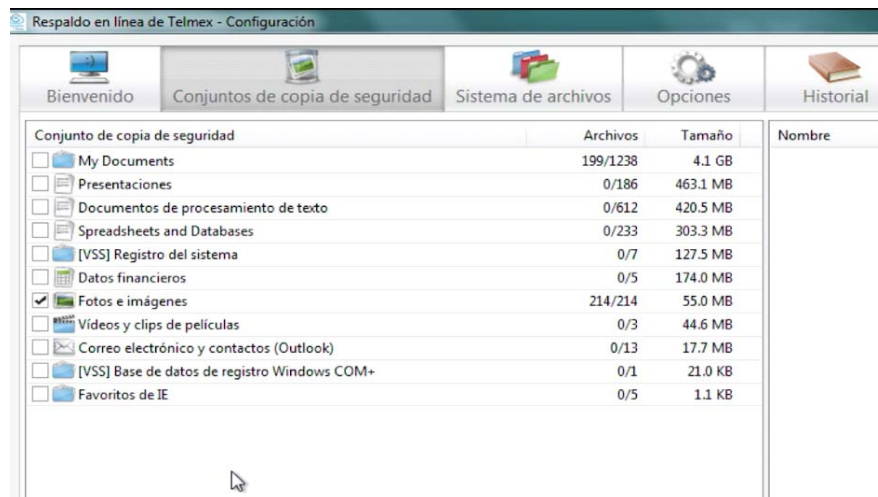 Respaldo en línea de Telmex - Configuración
Bienvenido Conjuntos de copia de seguridad Sistema de archivos Opciones Historial
Conjunto de copia de seguridad Archivos Tamaño Nombre
My Documents 199/1238 4.1 GB
Presentaciones 0/186 463.1 MB
Documentos de procesamiento de texto 0/612 420.5 MB
Spreadsheets and Databases 0/233 303.3 MB
[VSS] Registro del sistema 0/7 127.5 MB
Datos financieros 0/5 174.0 MB
Fotos e imágenes 214/214 55.0 MB
Vídeos y clips de películas 0/3 44.6 MB
Correo electrónico y contactos (Outlook) 0/13 17.7 MB
[VSS] Base de datos de registro Windows COM+ 0/1 21.0 KB
Favoritos de IE 0/5 1.1 KB